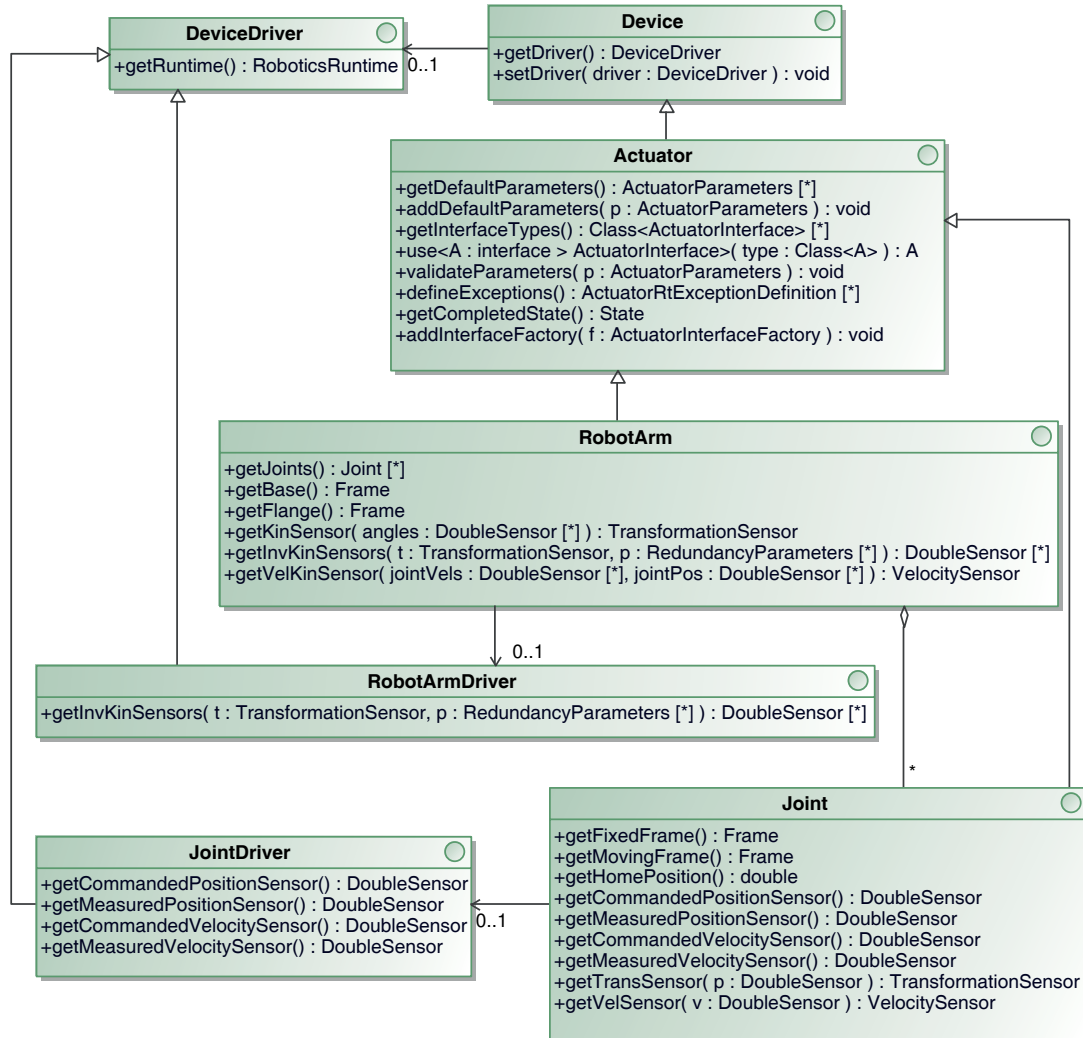 DeviceDriver
+getRuntime() : RoboticsRuntime
0..1
Device
+getDriver() : DeviceDriver
+setDriver( driver : DeviceDriver ) : void
Actuator
+getDefaultParameters() : ActuatorParameters [*]
+addDefaultParameters( p : ActuatorParameters ) : void
+getInterfaceTypes() : Class<ActuatorInterface> [*]
+use<A : interface > ActuatorInterface>( type : Class<A> ) : A
+validateParameters( p : ActuatorParameters ) : void
+defineExceptions() : ActuatorRtExceptionDefinition [*]
+getCompletedState() : State
+addInterfaceFactory( f : ActuatorInterfaceFactory ) : void
RobotArm
+getJoints() : Joint [*]
+getBase() : Frame
+getFlange() : Frame
+getKinSensor( angles : DoubleSensor [*] ) : TransformationSensor
+getInvKinSensors( t : TransformationSensor, p : RedundancyParameters [*] ) : DoubleSensor [*]
+getVelKinSensor( jointVels : DoubleSensor [*], jointPos : DoubleSensor [*] ) : VelocitySensor
0..1
RobotArmDriver
+getInvKinSensors( t : TransformationSensor, p : RedundancyParameters [*] ) : DoubleSensor [*]
*
JointDriver
+getCommandedPositionSensor() : DoubleSensor
+getMeasuredPositionSensor() : DoubleSensor
+getCommandedVelocitySensor() : DoubleSensor
+getMeasuredVelocitySensor() : DoubleSensor
0..1
Joint
+getFixedFrame() : Frame
+getMovingFrame() : Frame
+getHomePosition() : double
+getCommandedPositionSensor() : DoubleSensor
+getMeasuredPositionSensor() : DoubleSensor
+getCommandedVelocitySensor() : DoubleSensor
+getMeasuredVelocitySensor() : DoubleSensor
+getTransSensor( p : DoubleSensor ) : TransformationSensor
+getVelSensor( v : DoubleSensor ) : VelocitySensor